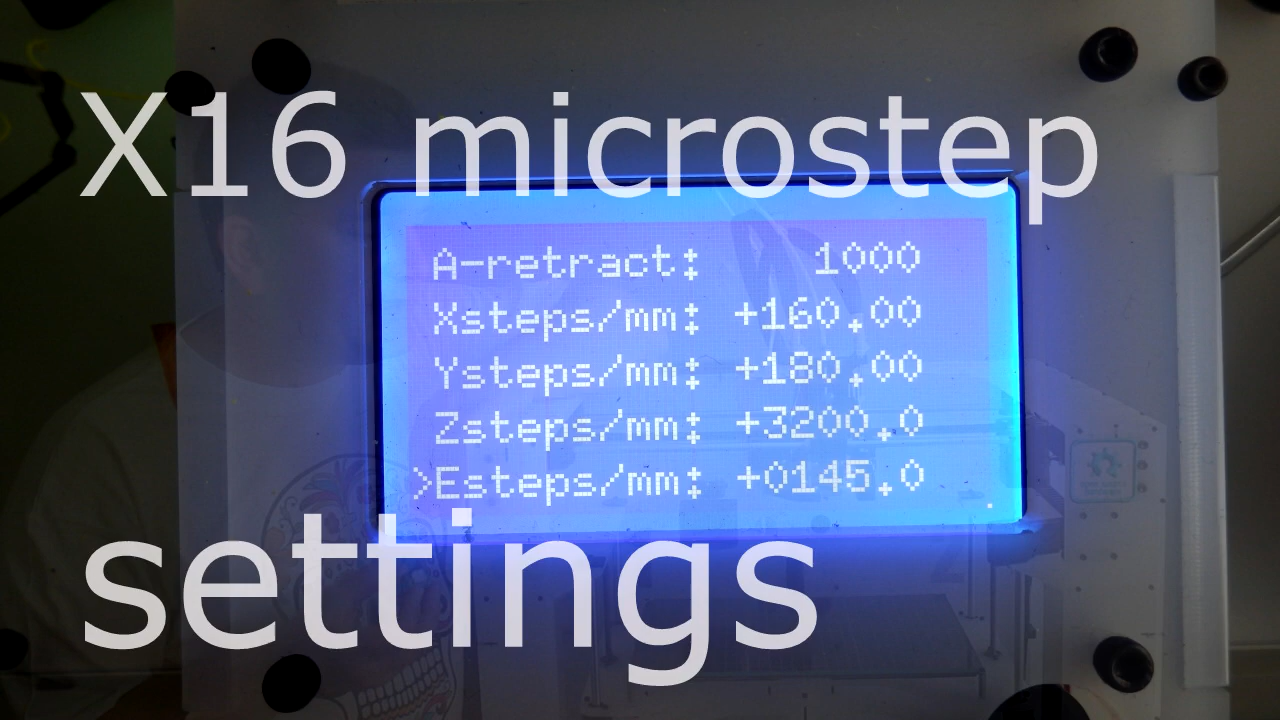 X16 microstep
A-retract: 1000
Xsteps/mm: +160.00
Ysteps/mm: +180.00
Zsteps/mm: +3200.0
>Esteps/mm: +0145.0
settings